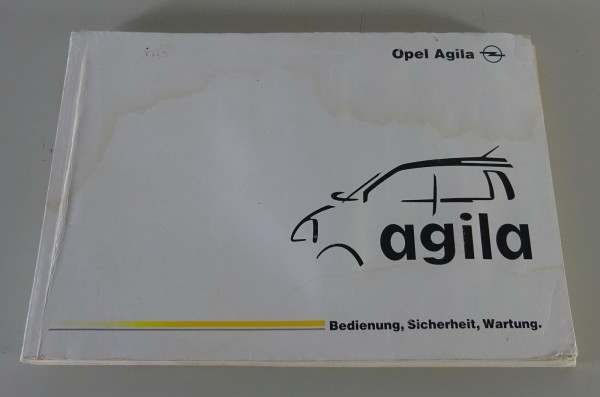 Opel Agila
agila
Bedienung, Sicherheit, Wartung.